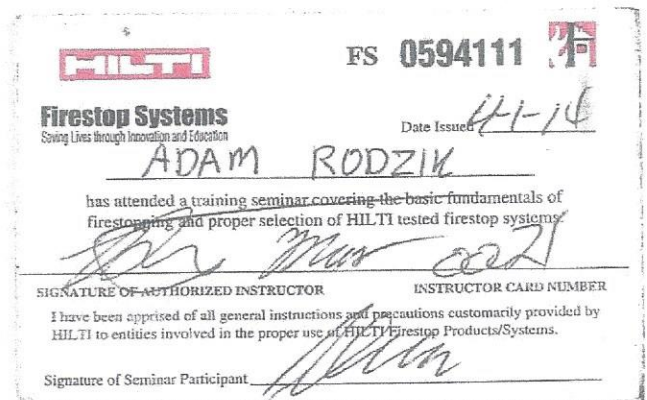 HILTI
FS 0594111
Firestop Systems
Saving Lives through Innovation and Education
Date Issued 4-1-14
ADAM RODZIK
has attended a training seminar covering the basic fundamentals of
firestopping and proper selection of HILTI tested firestop systems.
0021
SIGNATURE OF AUTHORIZED INSTRUCTOR INSTRUCTOR CARD NUMBER
I have been apprised of all general instructions and precautions customarily provided by
HILTI to entities involved in the proper use of HILTI Firestop Products/Systems.
Signature of Seminar Participant